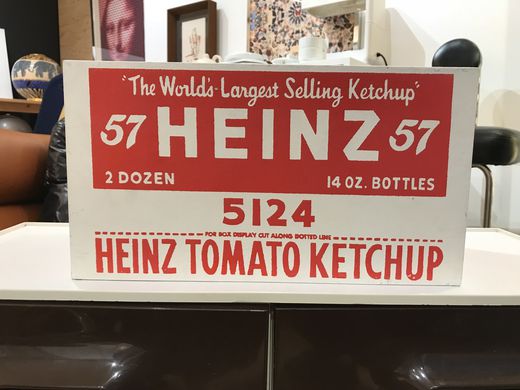 "The World's Largest Selling Ketchup"
57 HEINZ 57
2 DOZEN 14 OZ. BOTTLES
5124
FOR BOX DISPLAY CUT ALONG DOTTED LINE
HEINZ TOMATO KETCHUP